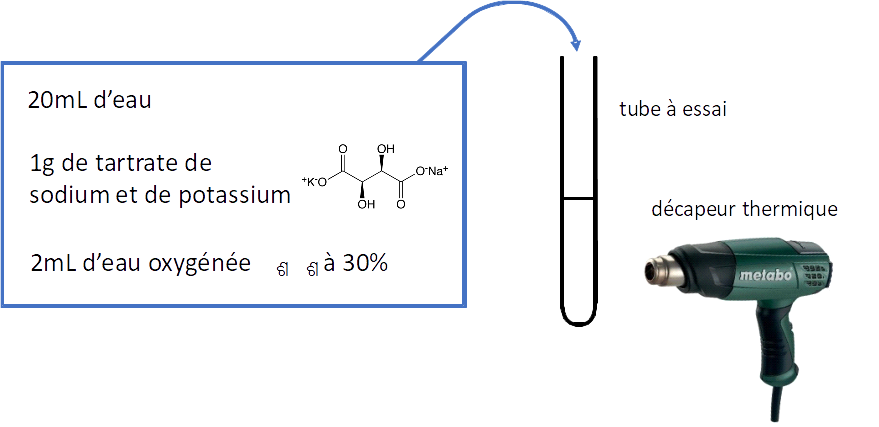 20mL d'eau
1g de tartrate de
sodium et de potassium
O
OH
⁺K⁻O
O⁻Na⁺
OH
O
2mL d'eau oxygénée à 30%
tube à essai
décapeur thermique
metabo